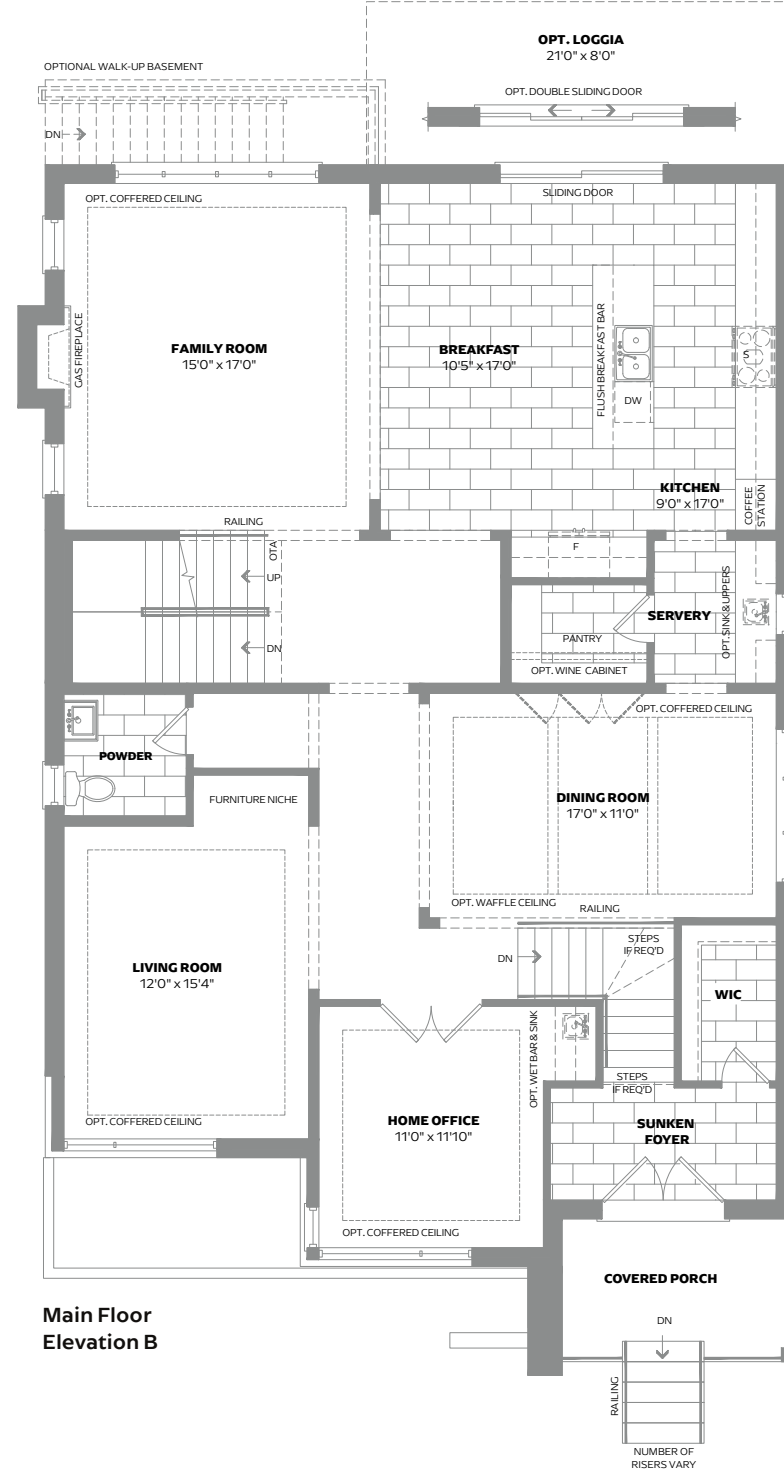 OPT. LOGGIA
21'0" x 8'0"
OPTIONAL WALK-UP BASEMENT
OPT. DOUBLE SLIDING DOOR
DN
OPT. COFFERED CEILING
SLIDING DOOR
GAS FIREPLACE
FAMILY ROOM
15'0" x 17'0"
BREAKFAST
10'5" x 17'0"
FLUSH BREAKFAST BAR
S
DW
KITCHEN
9'0" x 17'0"
COFFEE
STATION
RAILING
OTA
UP
DN
F
SERVERY
OPT. SINK & UPPERS
PANTRY
OPT. WINE CABINET
OPT. COFFERED CEILING
POWDER
FURNITURE NICHE
DINING ROOM
17'0" x 11'0"
OPT. WAFFLE CEILING
RAILING
LIVING ROOM
12'0" x 15'4"
DN
STEPS
IF REQ'D
WIC
OPT. WET BAR & SINK
STEPS
IF REQ'D
OPT. COFFERED CEILING
HOME OFFICE
11'0" x 11'10"
SUNKEN
FOYER
OPT. COFFERED CEILING
COVERED PORCH
Main Floor
Elevation B
DN
RAILING
NUMBER OF
RISERS VARY